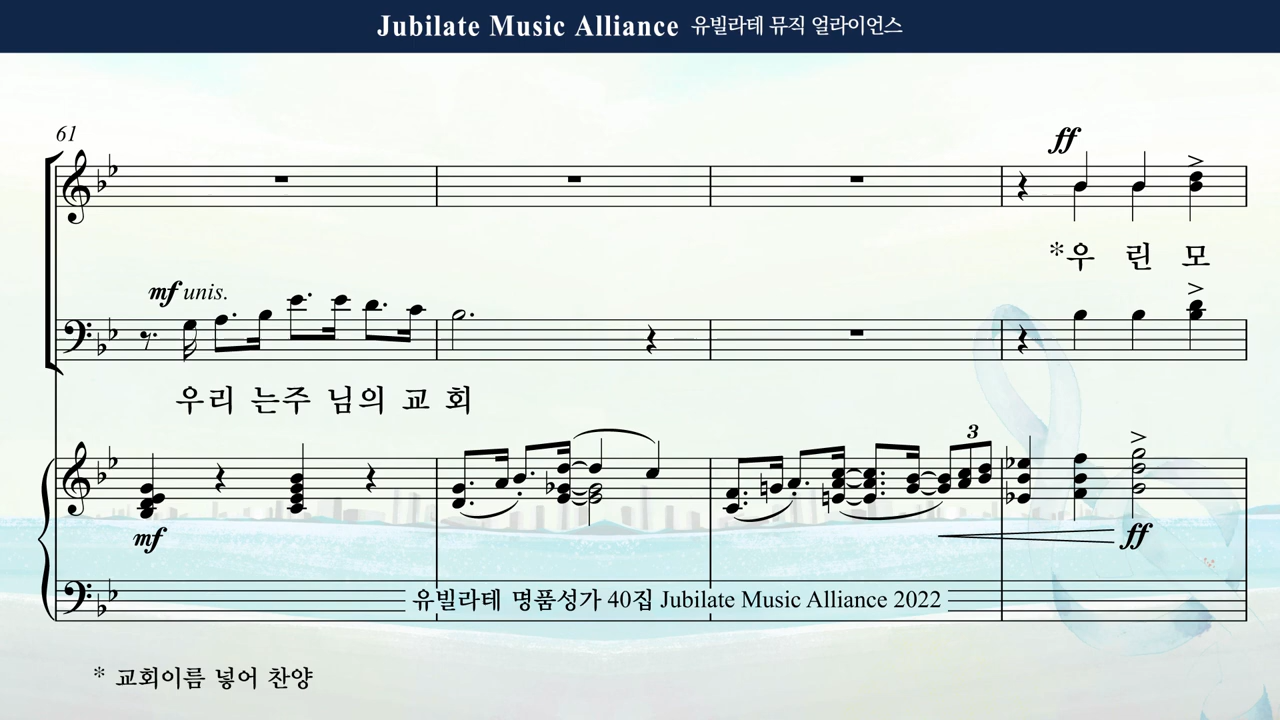 Jubilate Music Alliance 유빌라테 뮤직 얼라이언스
61
ff
*우 린 모
mf unis.
우리 는주 님의 교 회
3
mf
ff
유빌라테 명품성가 40집 Jubilate Music Alliance 2022
* 교회이름 넣어 찬양